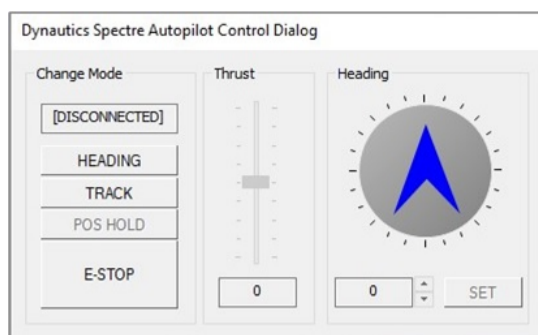 Dynautics Spectre Autopilot Control Dialog
Change Mode
[DISCONNECTED]
HEADING
TRACK
POS HOLD
E-STOP
Thrust
0
Heading
0
SET